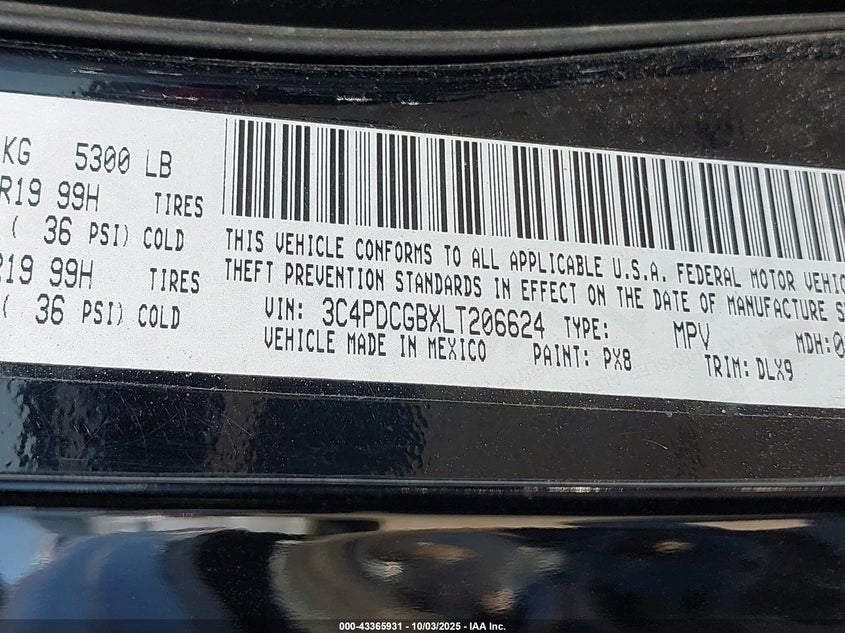 KG 5300 LB
R19 99H TIRES
( 36 PSI) COLD
R19 99H TIRES
( 36 PSI) COLD
THIS VEHICLE CONFORMS TO ALL APPLICABLE U.S.A. FEDERAL MOTOR VEHIC
THEFT PREVENTION STANDARDS IN EFFECT ON THE DATE OF MANUFACTURE S
VIN: 3C4PDCGBXLT206624 TYPE: MPV MDH:0
VEHICLE MADE IN MEXICO PAINT: PX8 TRIM: DLX9
000-43365931 - 10/03/2025 - IAA Inc.